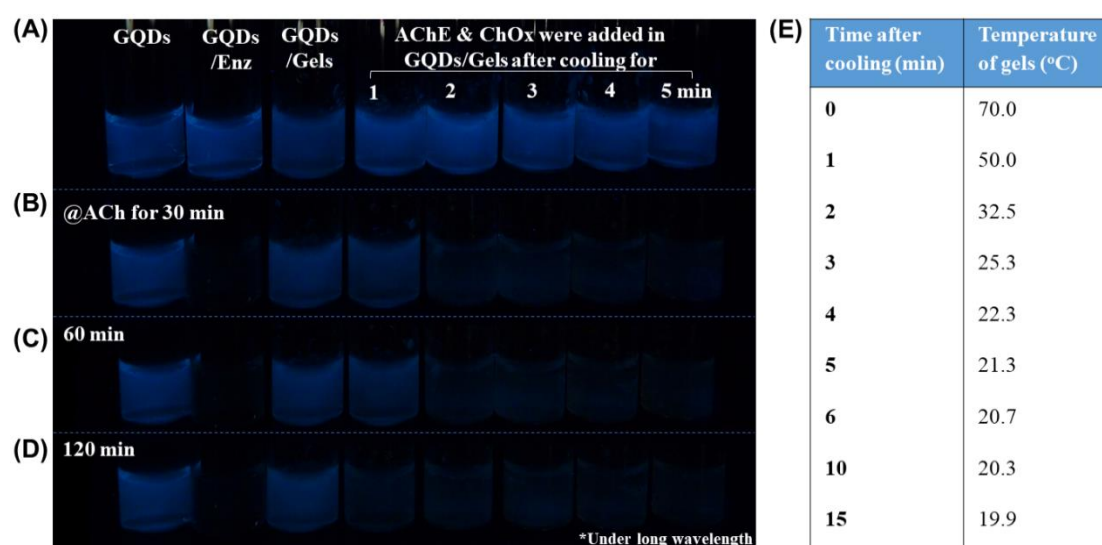 (A)
GQDs
GQDs
/Enz
GQDs
/Gels
AChE & ChOx were added in
GQDs/Gels after cooling for
1 2 3 4 5 min
(B)
@ACh for 30 min
(C)
60 min
(D)
120 min
*Under long wavelength
(E)
Time after
cooling (min)
Temperature
of gels (°C)
0 70.0
1 50.0
2 32.5
3 25.3
4 22.3
5 21.3
6 20.7
10 20.3
15 19.9